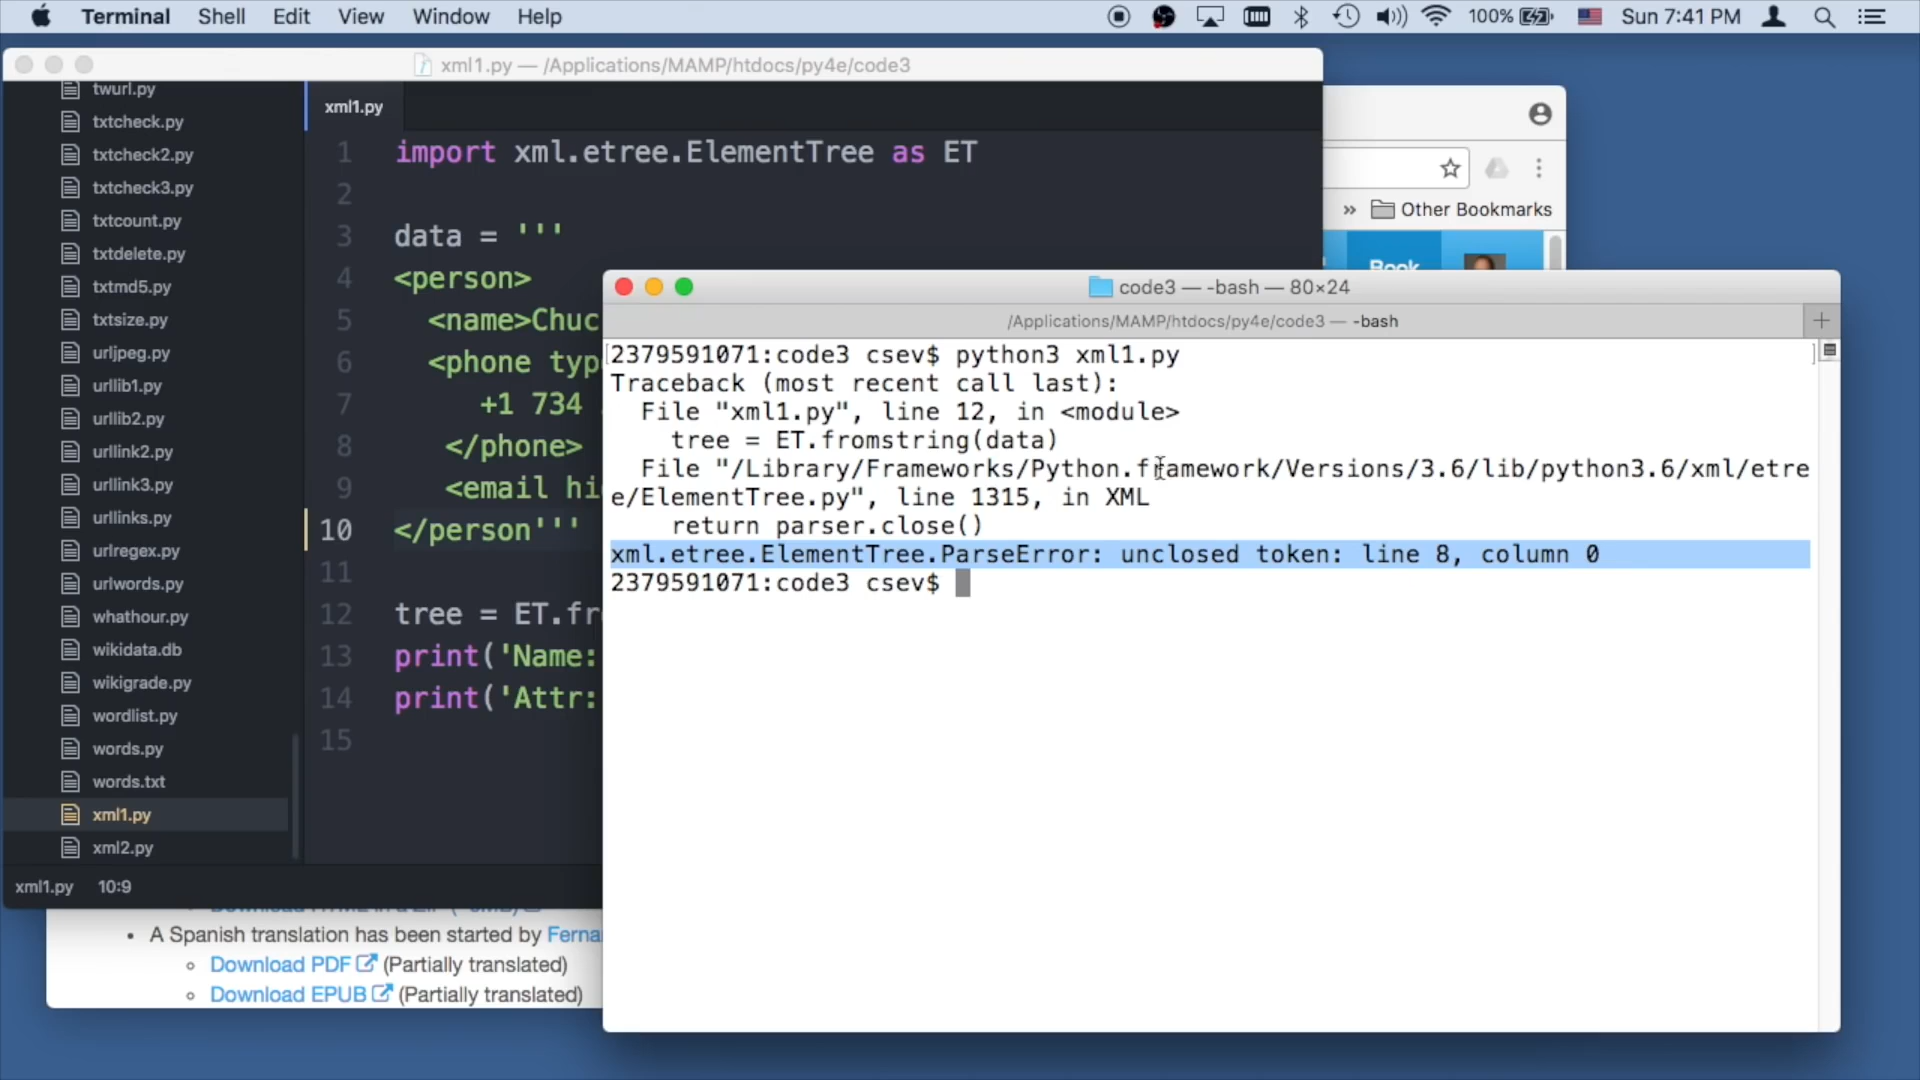 Terminal Shell Edit View Window Help 100% Sun 7:41 PM
xml1.py — /Applications/MAMP/htdocs/py4e/code3
twurl.py
txtcheck.py
txtcheck2.py
txtcheck3.py
txtcount.py
txtdelete.py
txtmd5.py
txtsize.py
urljpeg.py
urllib1.py
urllib2.py
urllink2.py
urllink3.py
urllinks.py
urlregex.py
urlwords.py
whathour.py
wikidata.db
wikigrade.py
wordlist.py
words.py
words.txt
xml1.py
xml2.py
xml1.py 10:9
xml1.py
1 import xml.etree.ElementTree as ET
2
3 data = '''
4 <person>
5 <name>Chuc
6 <phone typ
7 +1 734
8 </phone>
9 <email hi
10 </person'''
11
12 tree = ET.fr
13 print('Name:
14 print('Attr:
15
» Other Bookmarks
Book
code3 — -bash — 80×24
/Applications/MAMP/htdocs/py4e/code3 — -bash
2379591071:code3 csev$ python3 xml1.py
Traceback (most recent call last):
File "xml1.py", line 12, in <module>
tree = ET.fromstring(data)
File "/Library/Frameworks/Python.framework/Versions/3.6/lib/python3.6/xml/etre
e/ElementTree.py", line 1315, in XML
return parser.close()
xml.etree.ElementTree.ParseError: unclosed token: line 8, column 0
2379591071:code3 csev$
• A Spanish translation has been started by Ferna
Download PDF (Partially translated)
Download EPUB (Partially translated)